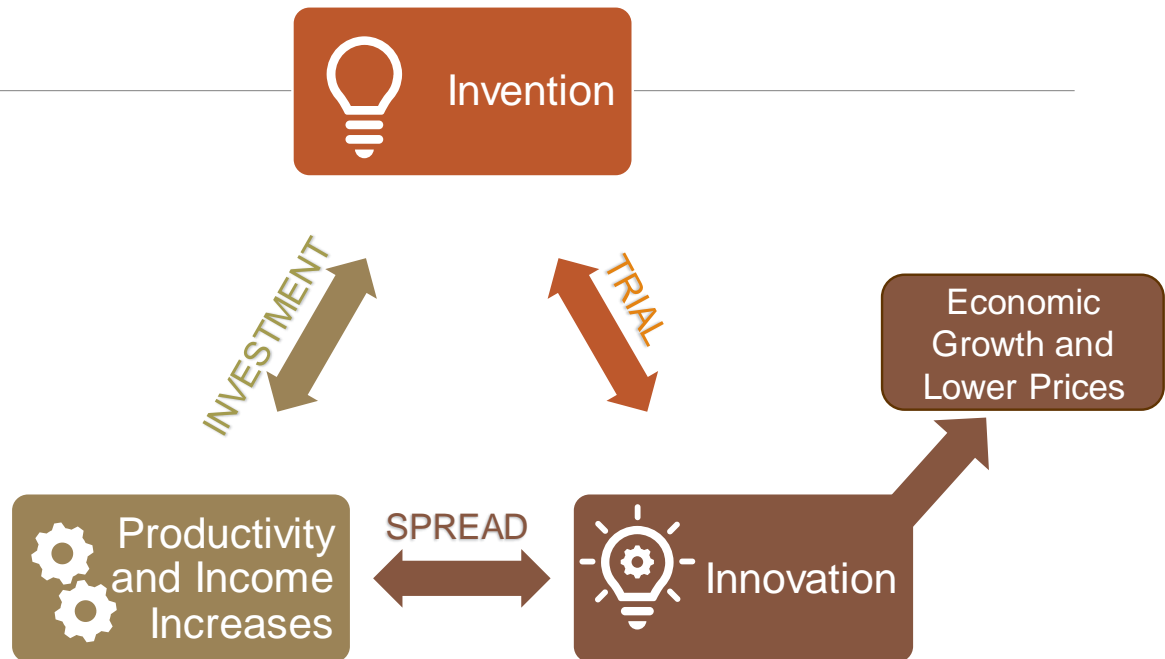 Invention
INVESTMENT
TRIAL
Economic
Growth and
Lower Prices
Productivity
and Income
Increases
SPREAD
Innovation